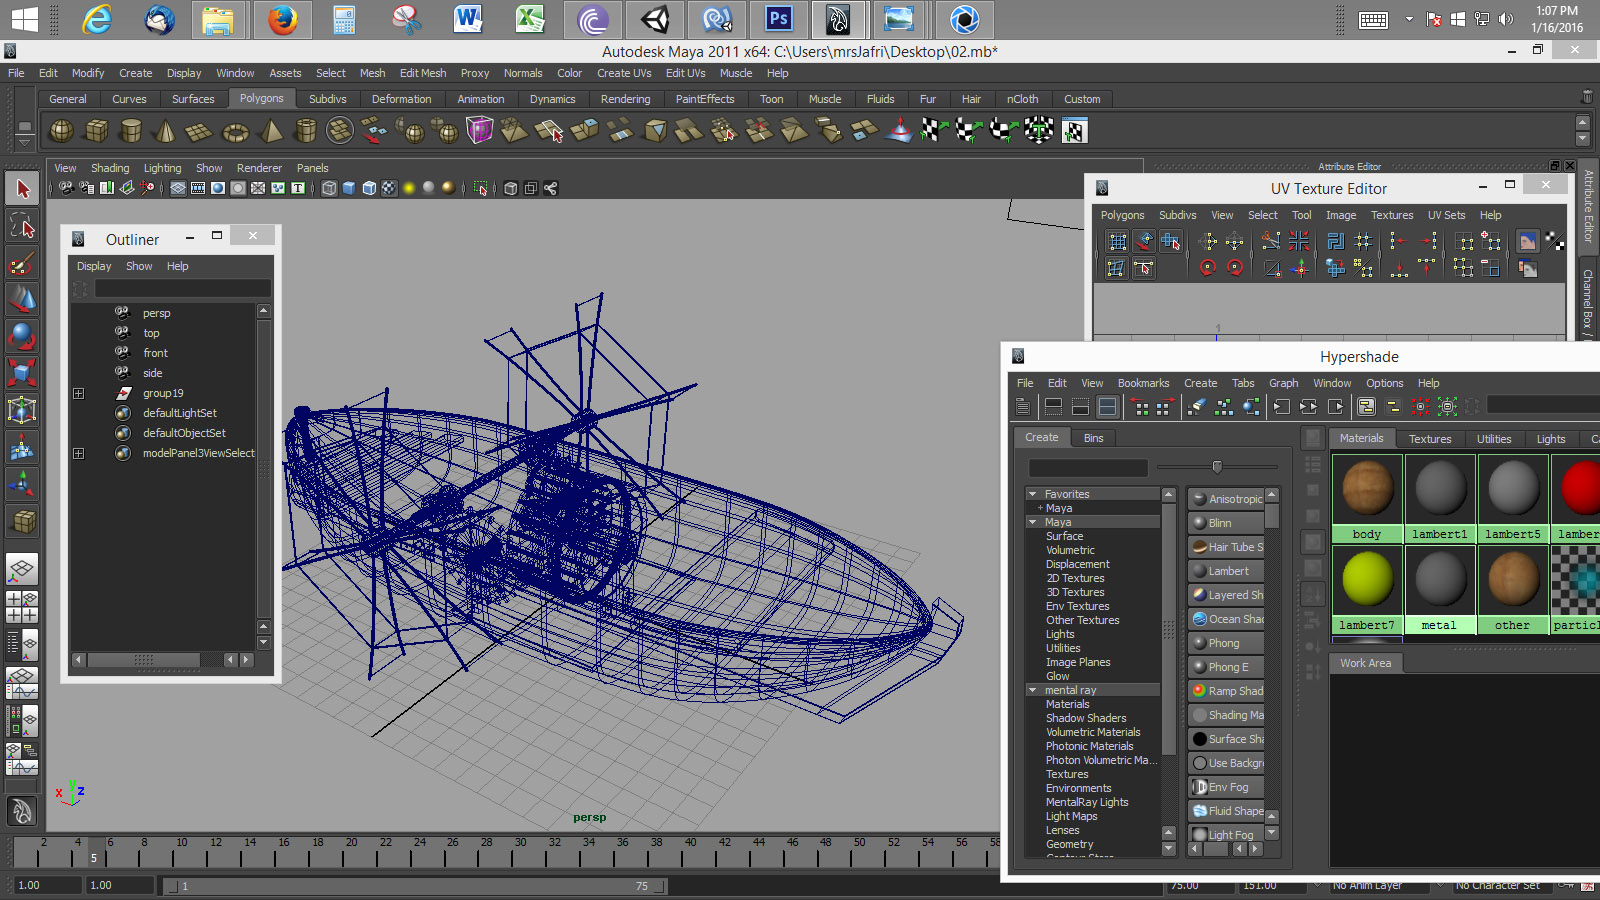 1:07 PM
1/16/2016
Autodesk Maya 2011 x64: C:\Users\mrsJafri\Desktop\02.mb*
File Edit Modify Create Display Window Assets Select Mesh Edit Mesh Proxy Normals Color Create UVs Edit UVs Muscle Help
General Curves Surfaces Polygons Subdivs Deformation Animation Dynamics Rendering PaintEffects Toon Muscle Fluids Fur Hair nCloth Custom
View Shading Lighting Show Renderer Panels
Attribute Editor
Attribute Editor
Channel Box /
Outliner
Display Show Help
persp
top
front
side
group19
defaultLightSet
defaultObjectSet
modelPanel3ViewSelect
UV Texture Editor
Polygons Subdivs View Select Tool Image Textures UV Sets Help
1
Hypershade
File Edit View Bookmarks Create Tabs Graph Window Options Help
Create Bins
Materials Textures Utilities Lights Ca
Favorites
+ Maya
Maya
Surface
Volumetric
Displacement
2D Textures
3D Textures
Env Textures
Other Textures
Lights
Utilities
Image Planes
Glow
mental ray
Materials
Shadow Shaders
Volumetric Materials
Photonic Materials
Photon Volumetric Ma...
Textures
Environments
MentalRay Lights
Light Maps
Lenses
Geometry
Anisotropic
Blinn
Hair Tube S
Lambert
Layered Sh
Ocean Sha
Phong
Phong E
Ramp Shad
Shading Ma
Surface Sha
Use Backgr
Env Fog
Fluid Shape
Light Fog
body lambert1 lambert5 lamber
lambert7 metal other particl
Work Area
x y z
persp
2 4 6 8 10 12 14 16 18 20 22 24 26 28 30 32 34 36 38 40 42 44 46 48 50 52 54 56 58
5
1.00 1.00 1 75 75.00 151.00 No Anim Layer No Character Set